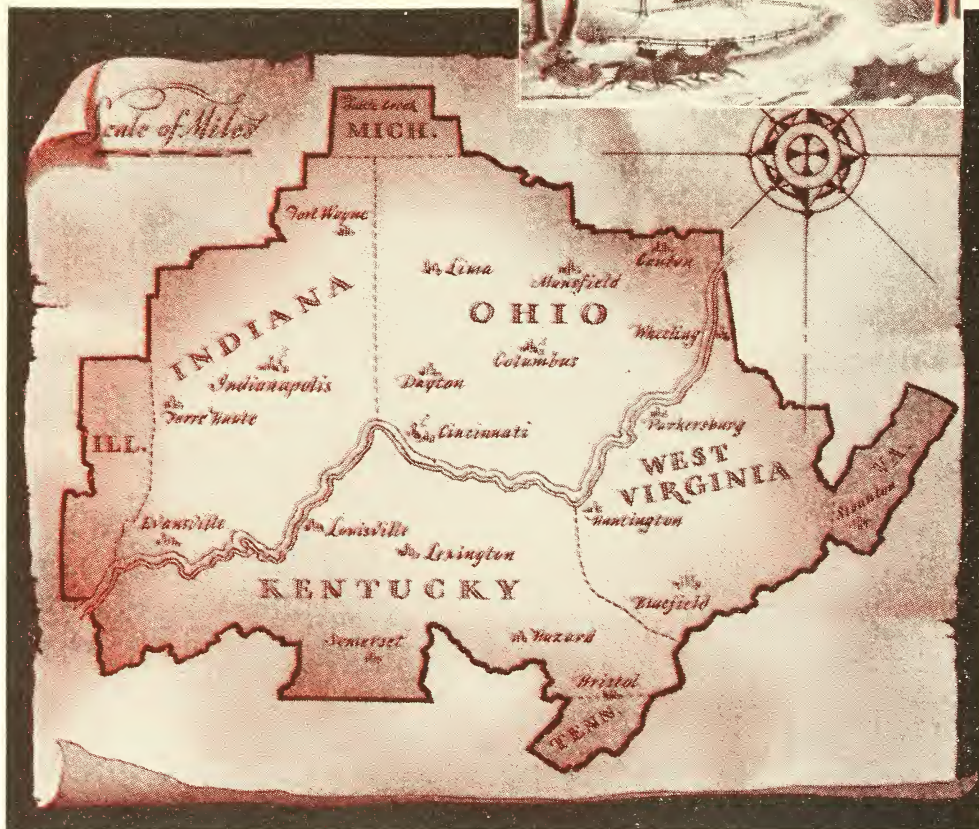 Scale of Miles
MICH.
Fort Wayne
Canton
Lima
Mansfield
INDIANA
OHIO
Wheeling
Columbus
Indianapolis
Dayton
Terre Haute
Parkersburg
Cincinnati
ILL.
WEST
VIRGINIA
VA.
Staunton
Evansville
Louisville
Huntington
Lexington
KENTUCKY
Bluefield
Somerset
Hazard
Bristol
TENN.